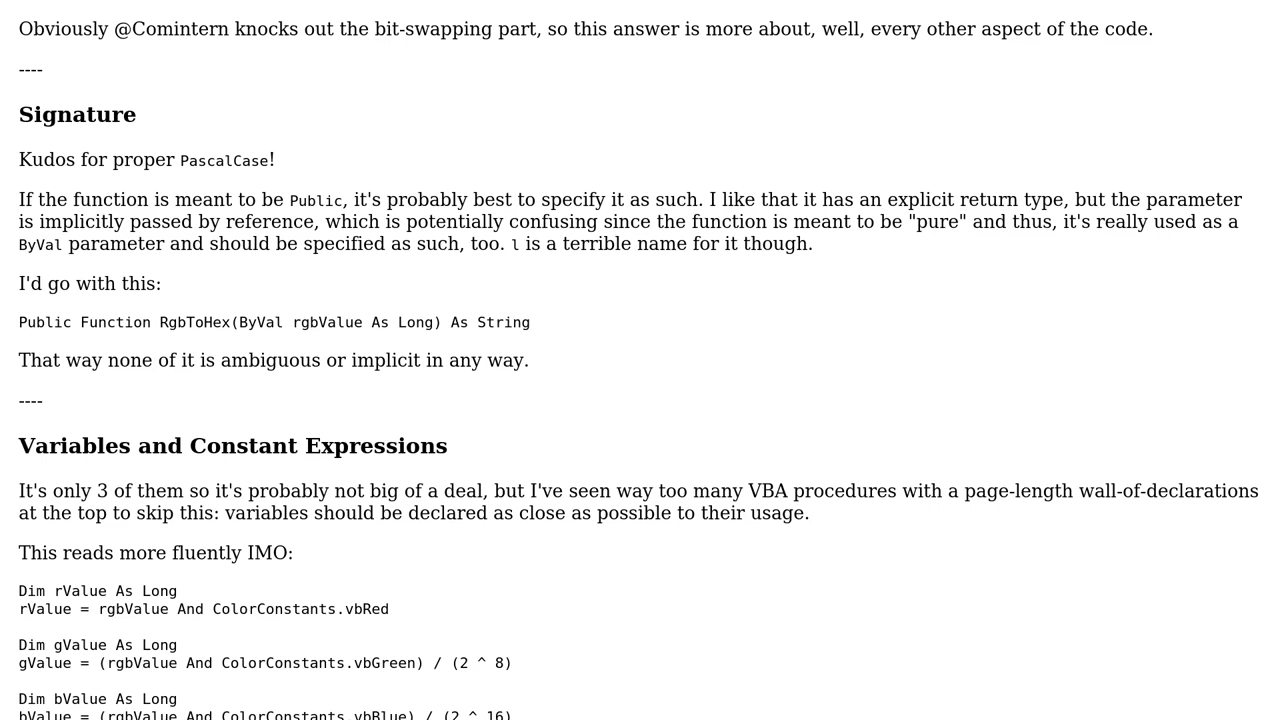 Obviously @Comintern knocks out the bit-swapping part, so this answer is more about, well, every other aspect of the code.
----
Signature
Kudos for proper PascalCase!
If the function is meant to be Public, it's probably best to specify it as such. I like that it has an explicit return type, but the parameter
is implicitly passed by reference, which is potentially confusing since the function is meant to be "pure" and thus, it's really used as a
ByVal parameter and should be specified as such, too. l is a terrible name for it though.
I'd go with this:
Public Function RgbToHex(ByVal rgbValue As Long) As String
That way none of it is ambiguous or implicit in any way.
----
Variables and Constant Expressions
It's only 3 of them so it's probably not big of a deal, but I've seen way too many VBA procedures with a page-length wall-of-declarations
at the top to skip this: variables should be declared as close as possible to their usage.
This reads more fluently IMO:
Dim rValue As Long
rValue = rgbValue And ColorConstants.vbRed
Dim gValue As Long
gValue = (rgbValue And ColorConstants.vbGreen) / (2 ^ 8)
Dim bValue As Long
bValue = (rgbValue And ColorConstants.vbBlue) / (2 ^ 16)